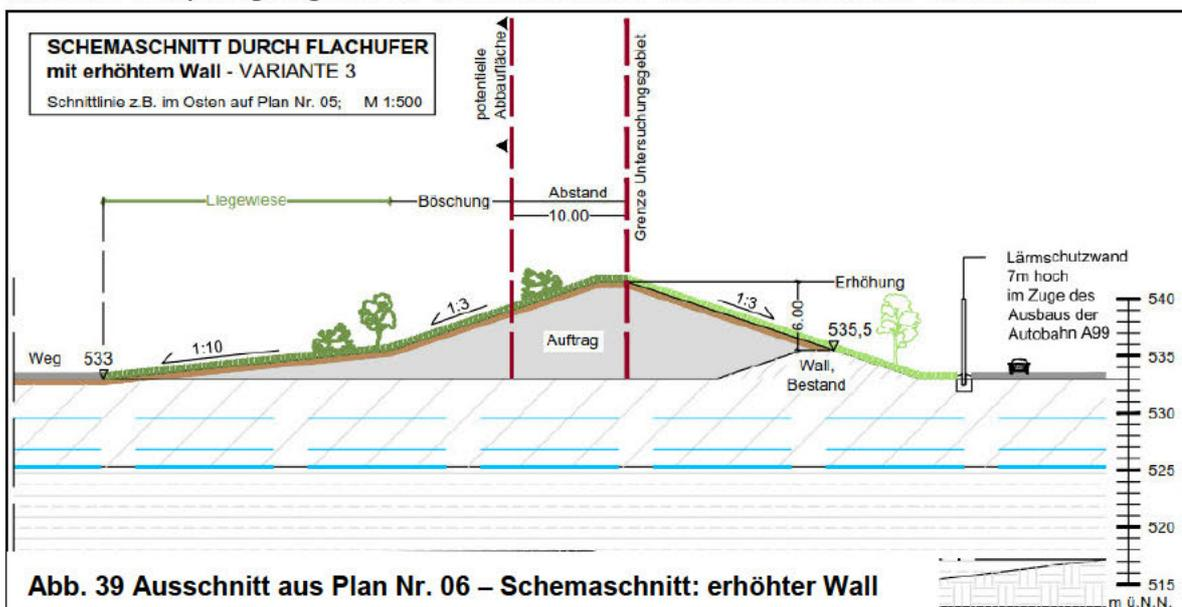 SCHEMASCHNITT DURCH FLACHUFER
mit erhöhtem Wall - VARIANTE 3
Schnittlinie z.B. im Osten auf Plan Nr. 05; M 1:500
potentielle
Abbaufläche
Grenze Untersuchungsgebiet
Liegewiese
Böschung
Abstand
10.00
Lärmschutzwand
7m hoch
im Zuge des
Ausbaus der
Autobahn A99
Erhöhung
6.00
1:3
1:3
535,5
Auftrag
Wall,
Bestand
Weg
533
1:10
540
535
530
525
520
515
m ü.N.N.
Abb. 39 Ausschnitt aus Plan Nr. 06 – Schemaschnitt: erhöhter Wall